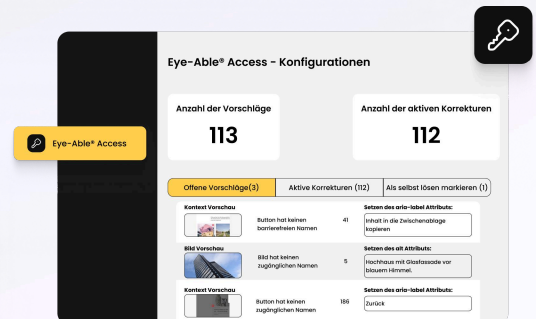 Eye-Able® Access - Konfigurationen
Anzahl der Vorschläge
113
Anzahl der aktiven Korrekturen
112
Eye-Able® Access
Offene Vorschläge(3)
Aktive Korrekturen (112)
Als selbst lösen markieren (1)
Kontext Vorschau
Button hat keinen
barrierefreien Namen
41
Setzen des aria-label Attributs:
Inhalt in die Zwischenablage
kopieren
Bild Vorschau
Bild hat keinen
zugänglichen Namen
5
Setzen des alt Attributs:
Hochhaus mit Glasfassade vor
blauem Himmel.
Kontext Vorschau
Button hat keinen
zugänglichen Namen
186
Setzen des aria-label Attributs:
Zurück